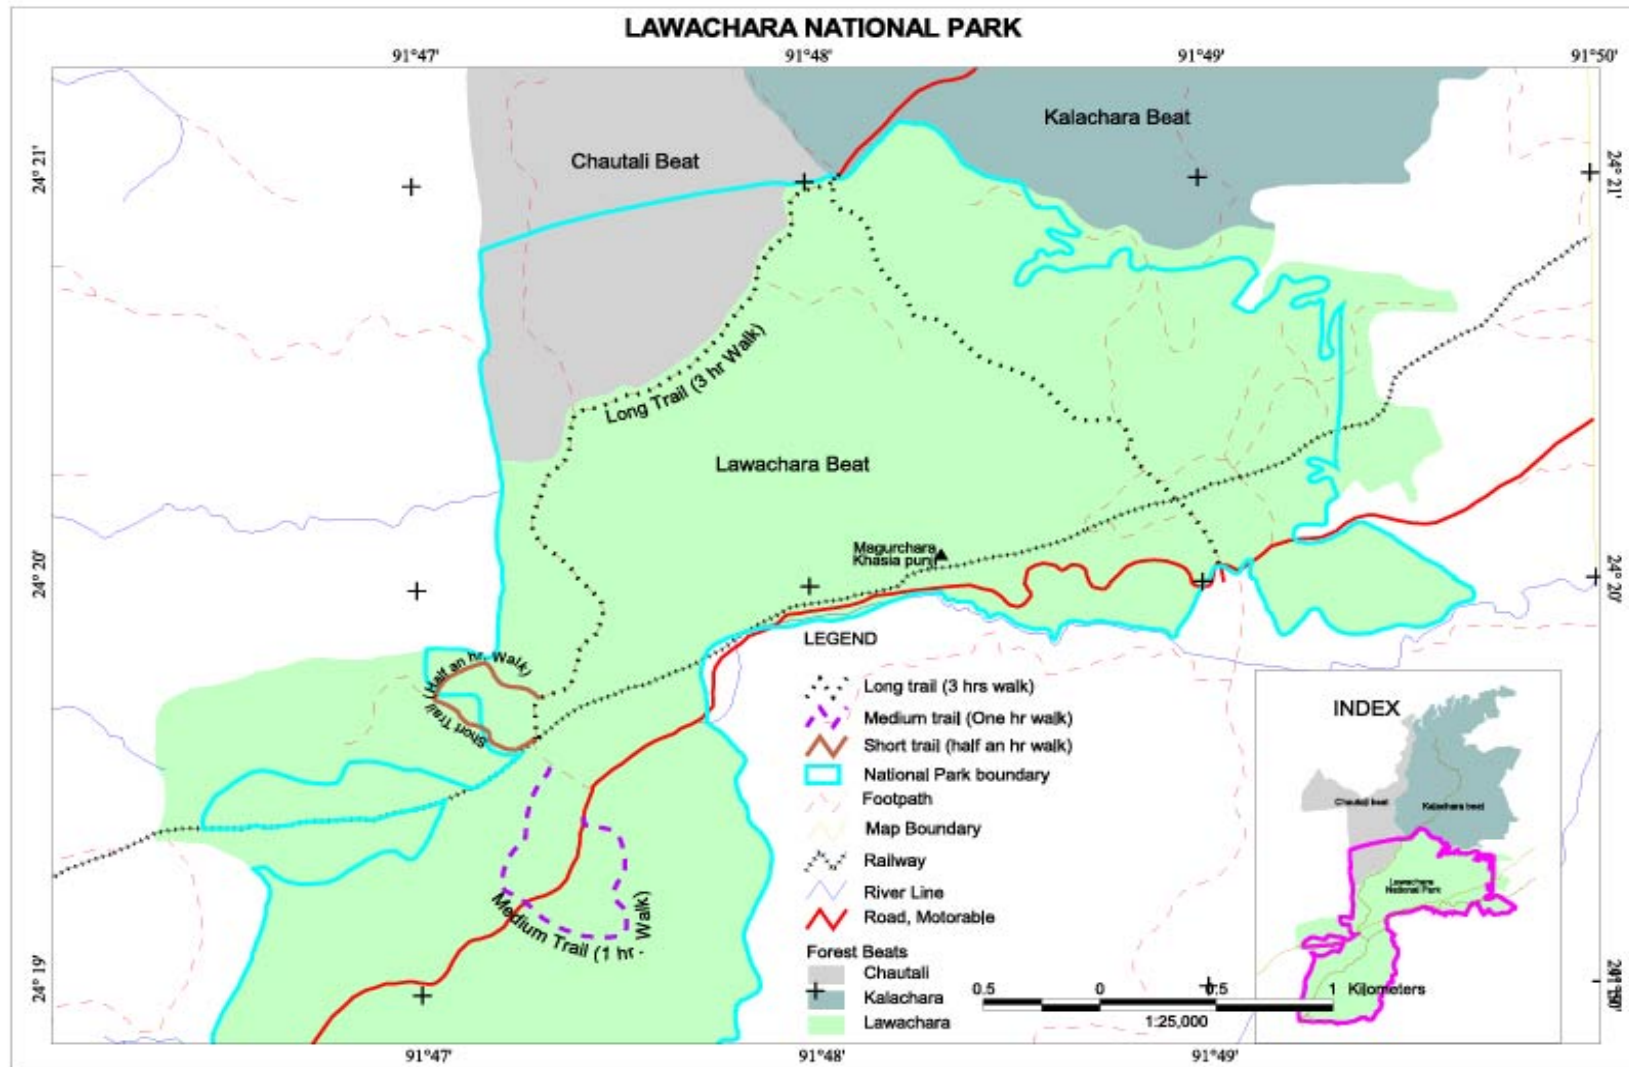 LAWACHARA NATIONAL PARK
91°47'
91°48'
91°49'
91°50'
24° 21'
24° 21'
Kalachara Beat
Chautali Beat
Long Trail (3 hr Walk)
Lawachara Beat
Magurchara
Khasia punji
24° 20'
24° 20'
(Half an hr. Walk)
Short Trail
Medium Trail (1 hr - Walk)
24° 19'
LEGEND
Long trail (3 hrs walk)
Medium trail (One hr walk)
Short trail (half an hr walk)
National Park boundary
Footpath
Map Boundary
Railway
River Line
Road, Motorable
Forest Beats
Chautali
Kalachara
Lawachara
0.5 0 0.5 1 Kilometers
1:25,000
INDEX
Chautali beat
Kalachara beat
Lawachara
National Park
91°47'
91°48'
91°49'